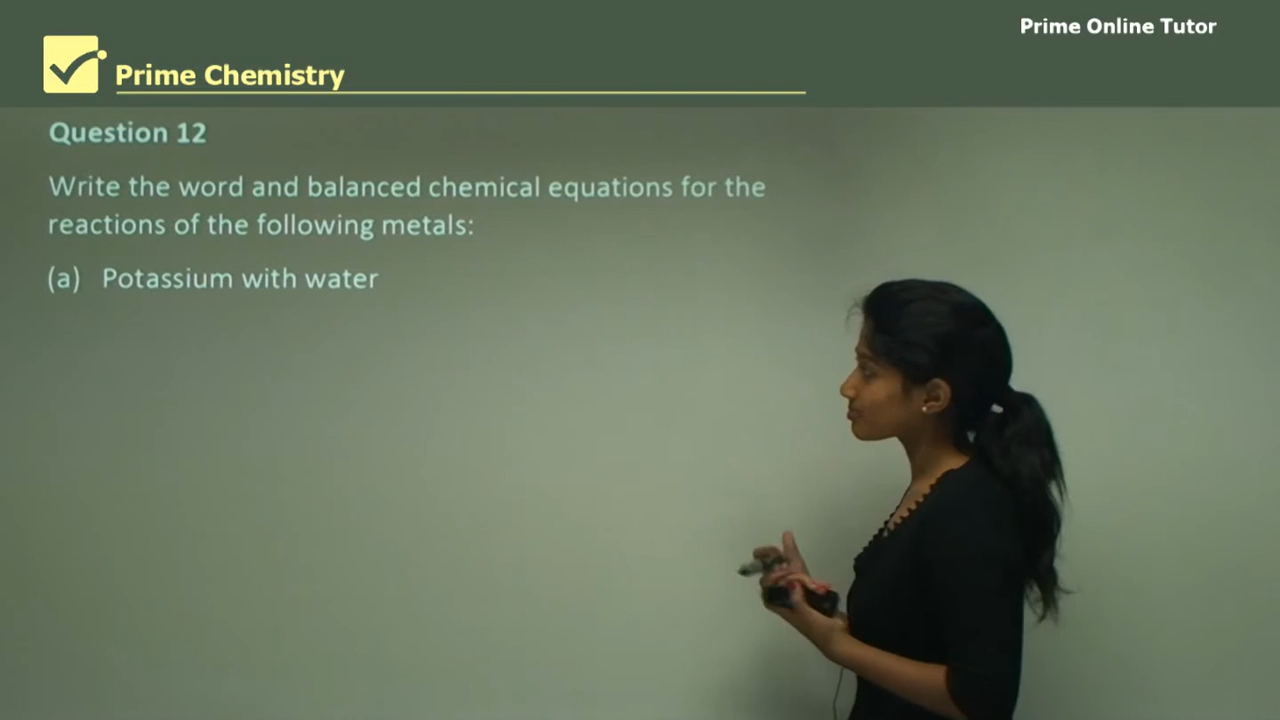 Prime Online Tutor
Prime Chemistry
Question 12
Write the word and balanced chemical equations for the
reactions of the following metals:
(a) Potassium with water